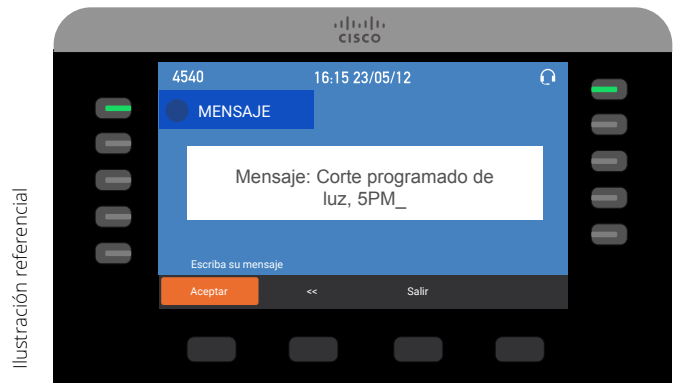 CISCO
4540 16:15 23/05/12
MENSAJE
Mensaje: Corte programado de
luz, 5PM_
Escriba su mensaje
Aceptar << Salir
Ilustración referencial